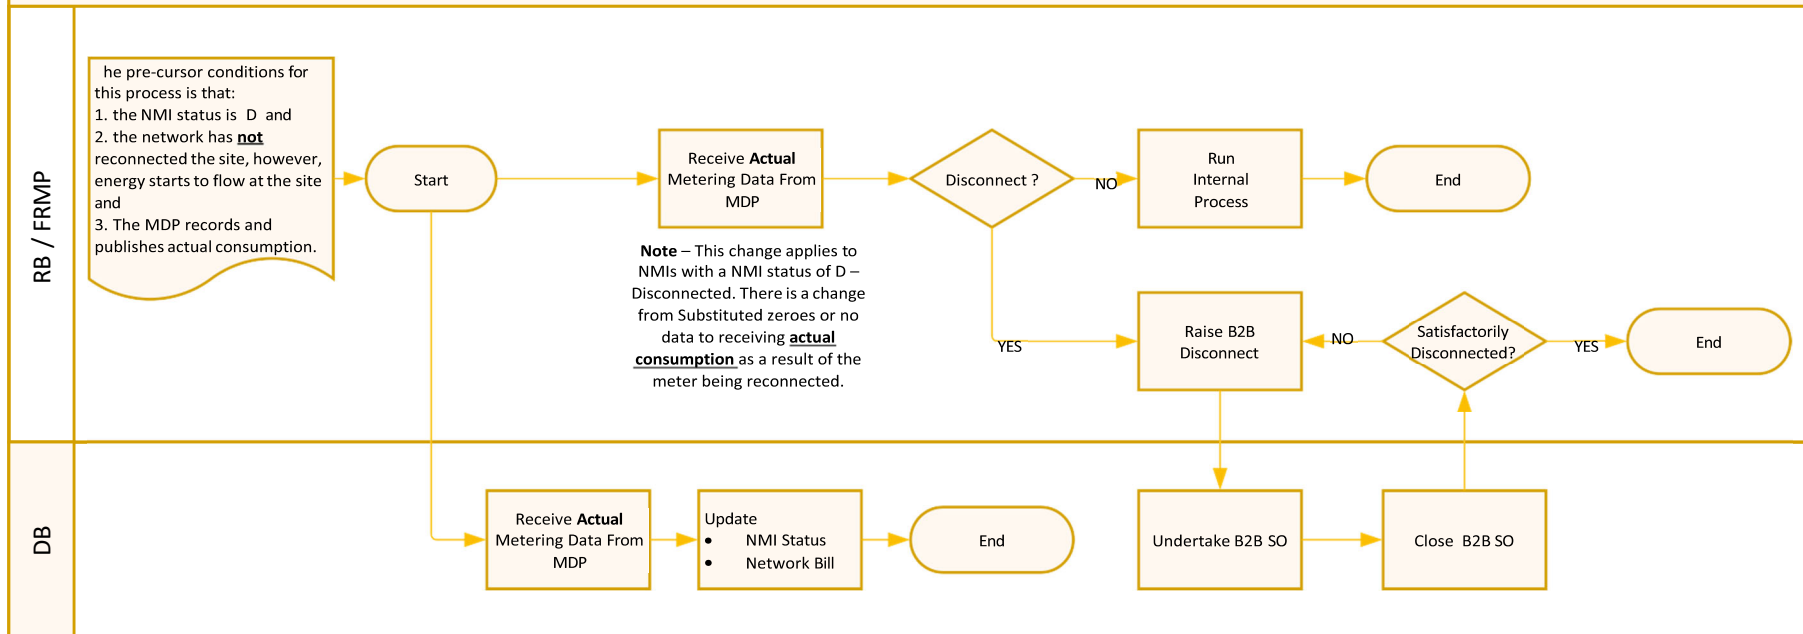 RB / FRMP
he pre-cursor conditions for
this process is that:
1. the NMI status is D and
2. the network has not
reconnected the site, however,
energy starts to flow at the site
and
3. The MDP records and
publishes actual consumption.
Start
Receive Actual
Metering Data From
MDP
Note – This change applies to
NMIs with a NMI status of D –
Disconnected. There is a change
from Substituted zeroes or no
data to receiving actual
consumption as a result of the
meter being reconnected.
Disconnect ?
NO
Run
Internal
Process
End
YES
Raise B2B
Disconnect
NO
Satisfactorily
Disconnected?
YES
End
DB
Receive Actual
Metering Data From
MDP
Update
• NMI Status
• Network Bill
End
Undertake B2B SO
Close B2B SO